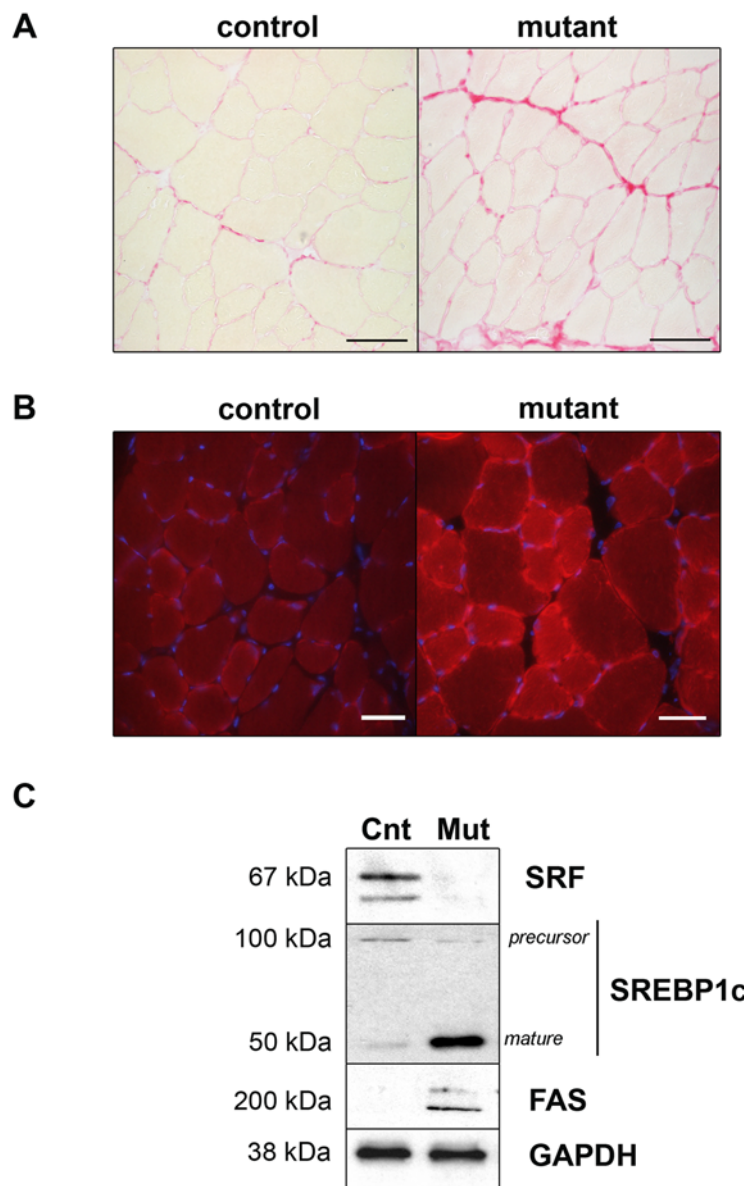 A
control mutant
B
control mutant
C
Cnt Mut
67 kDa SRF
100 kDa precursor
SREBP1c
50 kDa mature
200 kDa FAS
38 kDa GAPDH